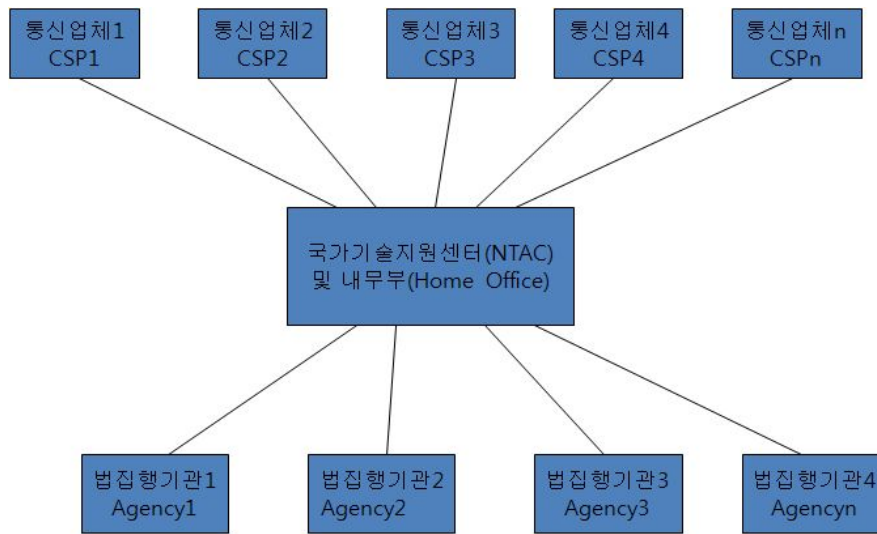 통신업체1
CSP1
통신업체2
CSP2
통신업체3
CSP3
통신업체4
CSP4
통신업체n
CSPn
국가기술지원센터(NTAC)
및 내무부(Home Office)
법집행기관1
Agency1
법집행기관2
Agency2
법집행기관3
Agency3
법집행기관4
Agencyn